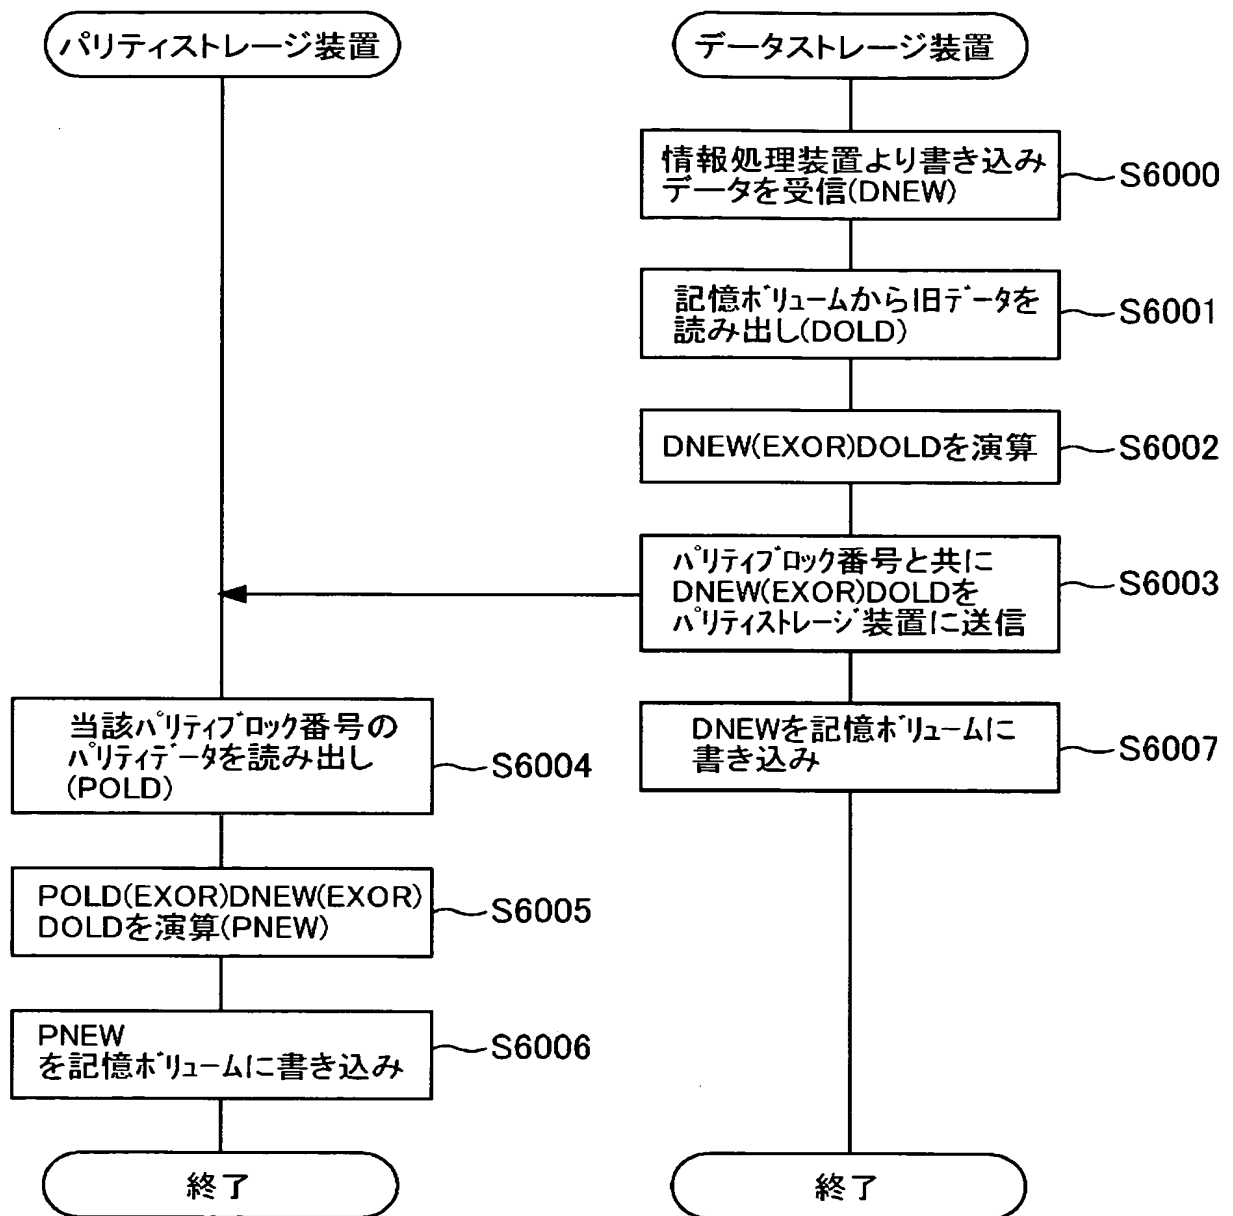 パリティストレージ装置
データストレージ装置
情報処理装置より書き込み
データを受信(DNEW)
S6000
記憶ボリュームから旧データを
読み出し(DOLD)
S6001
DNEW(EXOR)DOLDを演算
S6002
パリティブロック番号と共に
DNEW(EXOR)DOLDを
パリティストレージ装置に送信
S6003
当該パリティブロック番号の
パリティデータを読み出し
(POLD)
S6004
DNEWを記憶ボリュームに
書き込み
S6007
POLD(EXOR)DNEW(EXOR)
DOLDを演算(PNEW)
S6005
PNEW
を記憶ボリュームに書き込み
S6006
終了
終了